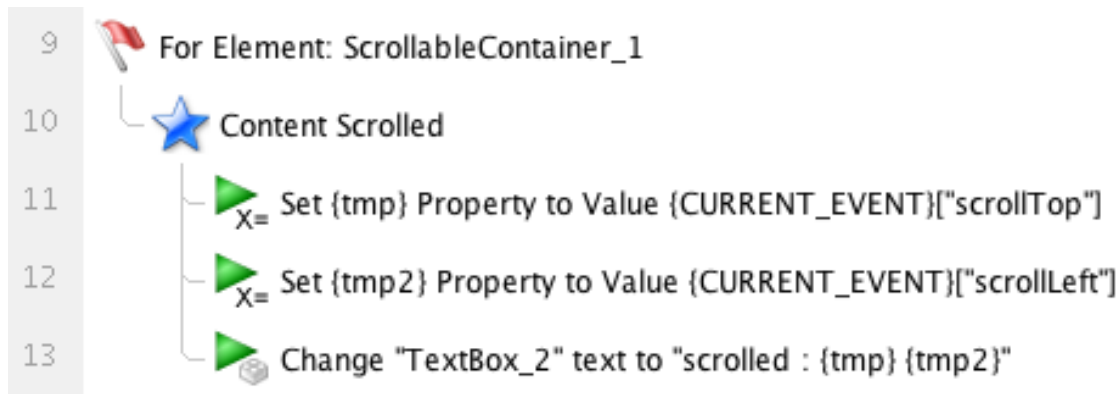 9 For Element: ScrollableContainer_1
10 Content Scrolled
11 X= Set {tmp} Property to Value {CURRENT_EVENT}["scrollTop"]
12 X= Set {tmp2} Property to Value {CURRENT_EVENT}["scrollLeft"]
13 Change "TextBox_2" text to "scrolled : {tmp} {tmp2}"